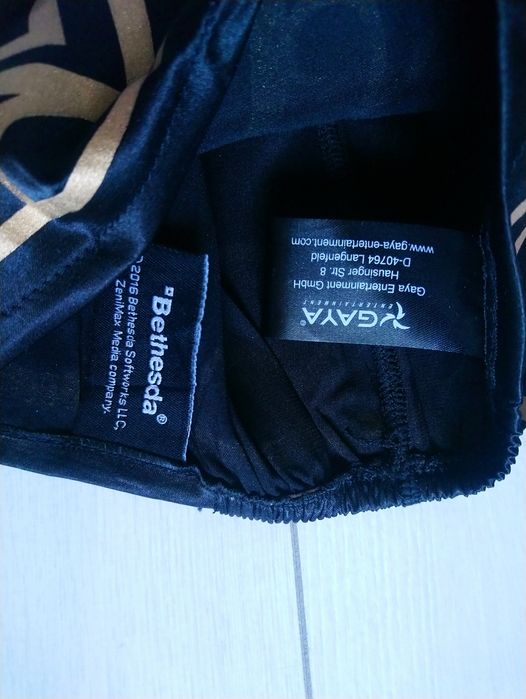 Bethesda®
©2016 Bethesda Softworks LLC,
ZeniMax Media company.
GAYA®
ENTERTAINMENT
Gaya Entertainment GmbH
Hausinger Str. 8
D-40764 Langenfeld
www.gaya-entertainment.com